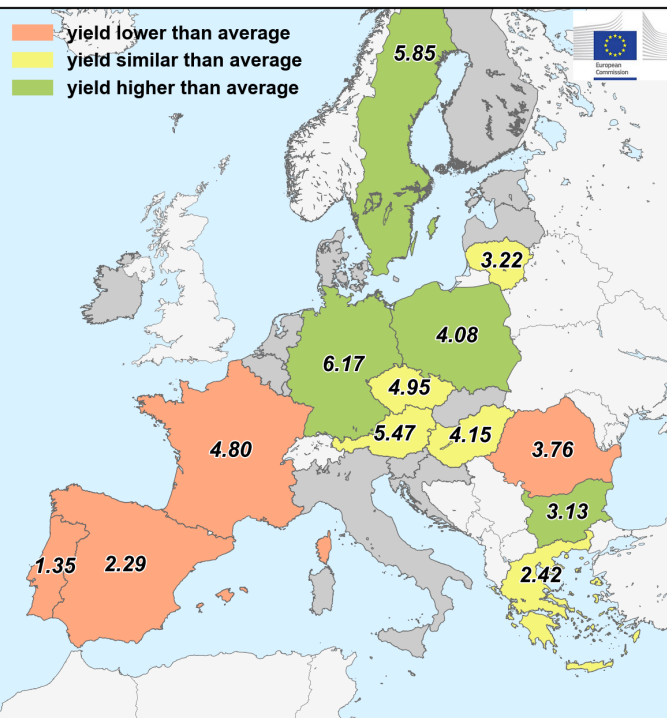 yield lower than average
yield similar than average
yield higher than average
European
Commission
5.85
3.22
4.08
6.17
4.95
5.47
4.15
4.80
3.76
3.13
1.35
2.29
2.42